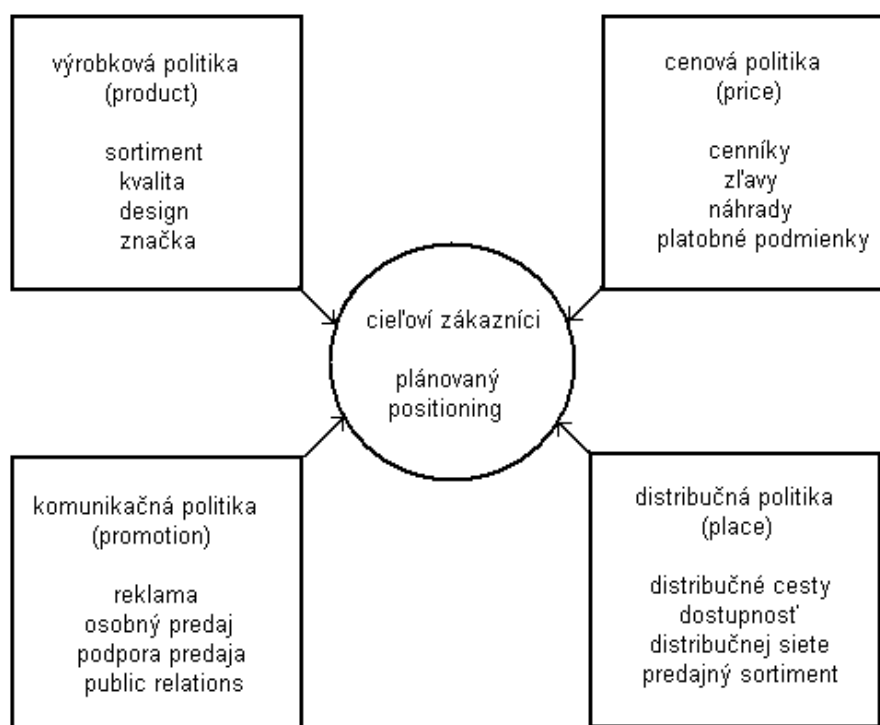 výrobková politika
(product)
sortiment
kvalita
design
značka
cenová politika
(price)
cenníky
zľavy
náhrady
platobné podmienky
cieľoví zákazníci
plánovaný
positioning
komunikačná politika
(promotion)
reklama
osobný predaj
podpora predaja
public relations
distribučná politika
(place)
distribučné cesty
dostupnosť
distribučnej siete
predajný sortiment